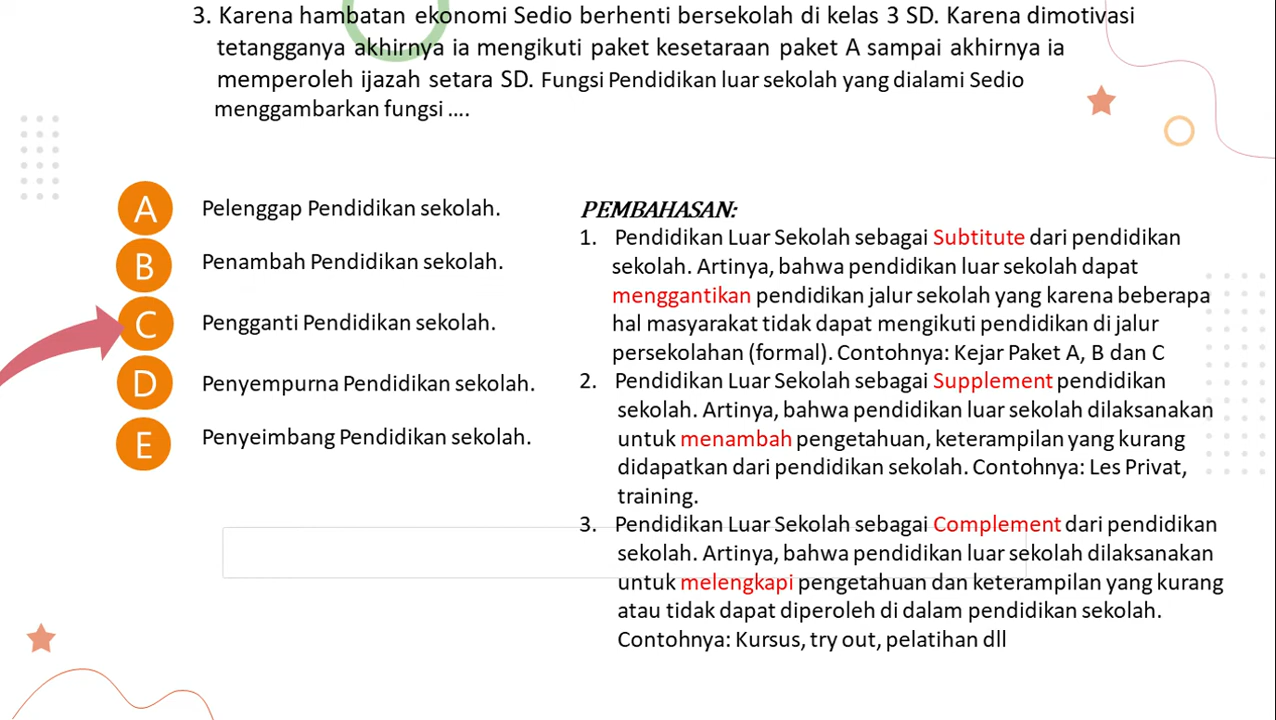 3. Karena hambatan ekonomi Sedio berhenti bersekolah di kelas 3 SD. Karena dimotivasi
tetangganya akhirnya ia mengikuti paket kesetaraan paket A sampai akhirnya ia
memperoleh ijazah setara SD. Fungsi Pendidikan luar sekolah yang dialami Sedio
menggambarkan fungsi ....
A Pelenggap Pendidikan sekolah.
B Penambah Pendidikan sekolah.
C Pengganti Pendidikan sekolah.
D Penyempurna Pendidikan sekolah.
E Penyeimbang Pendidikan sekolah.
PEMBAHASAN:
1. Pendidikan Luar Sekolah sebagai Subtitute dari pendidikan
sekolah. Artinya, bahwa pendidikan luar sekolah dapat
menggantikan pendidikan jalur sekolah yang karena beberapa
hal masyarakat tidak dapat mengikuti pendidikan di jalur
persekolahan (formal). Contohnya: Kejar Paket A, B dan C
2. Pendidikan Luar Sekolah sebagai Supplement pendidikan
sekolah. Artinya, bahwa pendidikan luar sekolah dilaksanakan
untuk menambah pengetahuan, keterampilan yang kurang
didapatkan dari pendidikan sekolah. Contohnya: Les Privat,
training.
3. Pendidikan Luar Sekolah sebagai Complement dari pendidikan
sekolah. Artinya, bahwa pendidikan luar sekolah dilaksanakan
untuk melengkapi pengetahuan dan keterampilan yang kurang
atau tidak dapat diperoleh di dalam pendidikan sekolah.
Contohnya: Kursus, try out, pelatihan dll